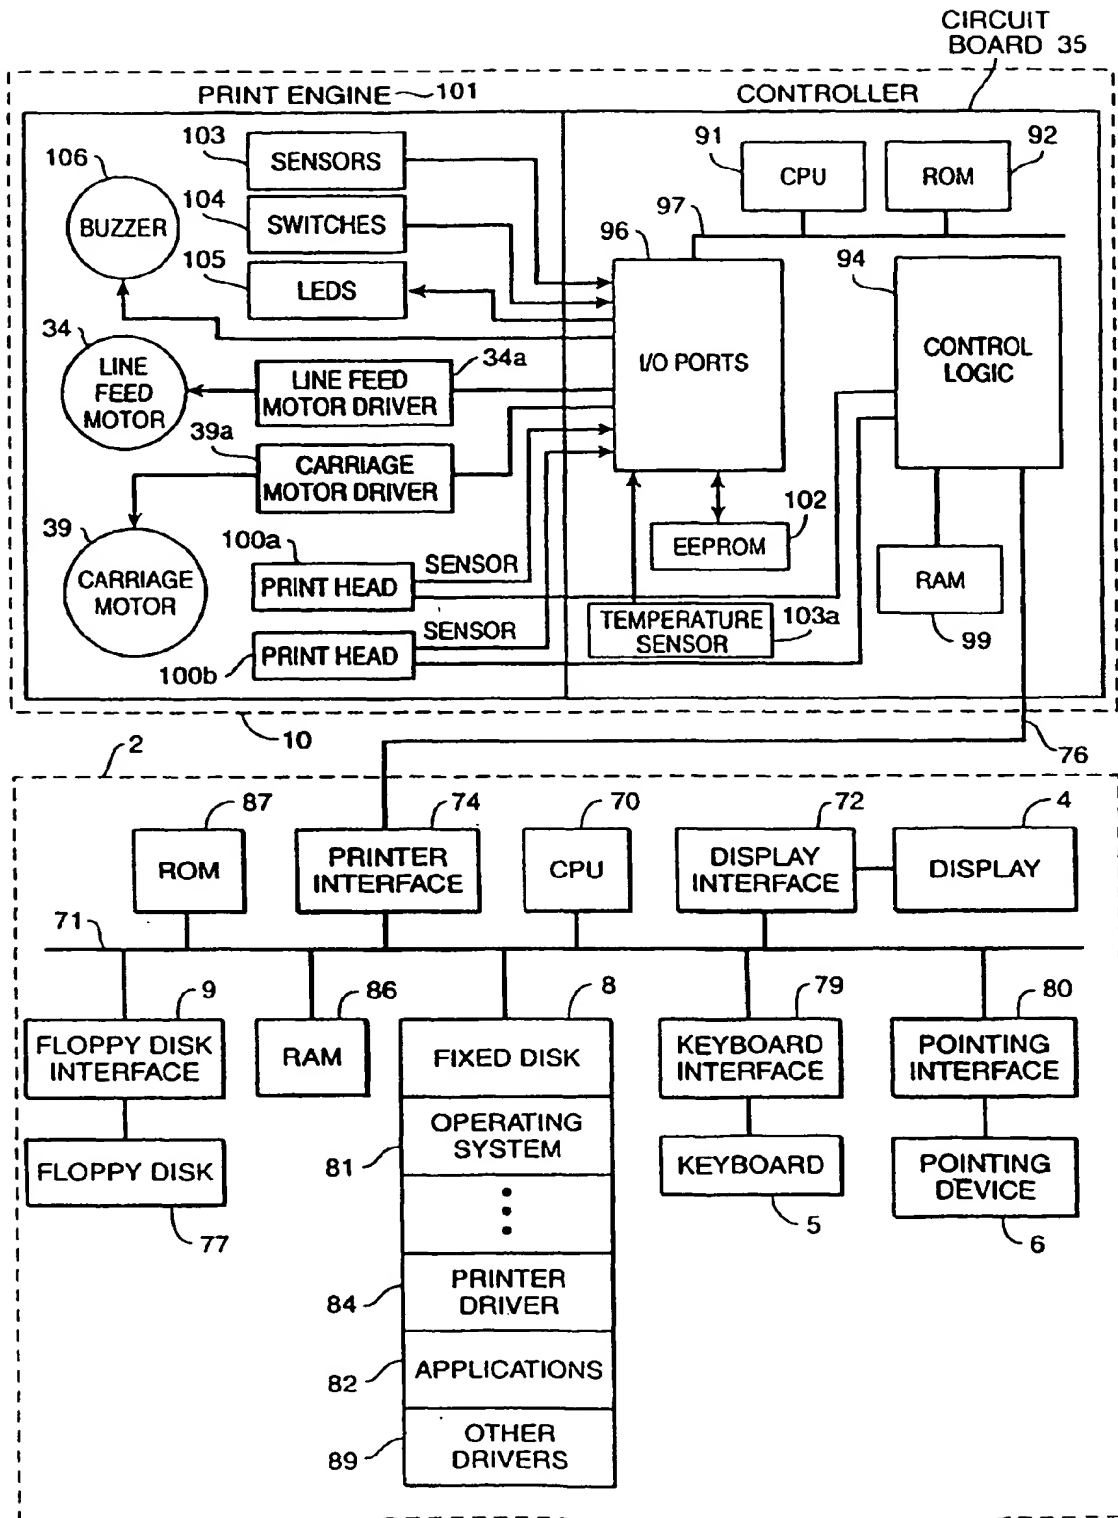 CIRCUIT
BOARD 35
PRINT ENGINE 101
CONTROLLER
103
SENSORS
106
BUZZER
104
SWITCHES
105
LEDS
34
LINE
FEED
MOTOR
LINE FEED
MOTOR DRIVER
34a
39a
CARRIAGE
MOTOR DRIVER
39
CARRIAGE
MOTOR
100a
PRINT HEAD
SENSOR
100b
PRINT HEAD
SENSOR
91
CPU
92
ROM
97
96
I/O PORTS
94
CONTROL
LOGIC
102
EEPROM
TEMPERATURE
SENSOR
103a
RAM
99
10
76
2
87
ROM
74
PRINTER
INTERFACE
70
CPU
72
DISPLAY
INTERFACE
4
DISPLAY
71
9
FLOPPY DISK
INTERFACE
FLOPPY DISK
77
86
RAM
8
FIXED DISK
OPERATING
SYSTEM
81
PRINTER
DRIVER
84
APPLICATIONS
82
OTHER
DRIVERS
89
79
KEYBOARD
INTERFACE
KEYBOARD
5
80
POINTING
INTERFACE
POINTING
DEVICE
6